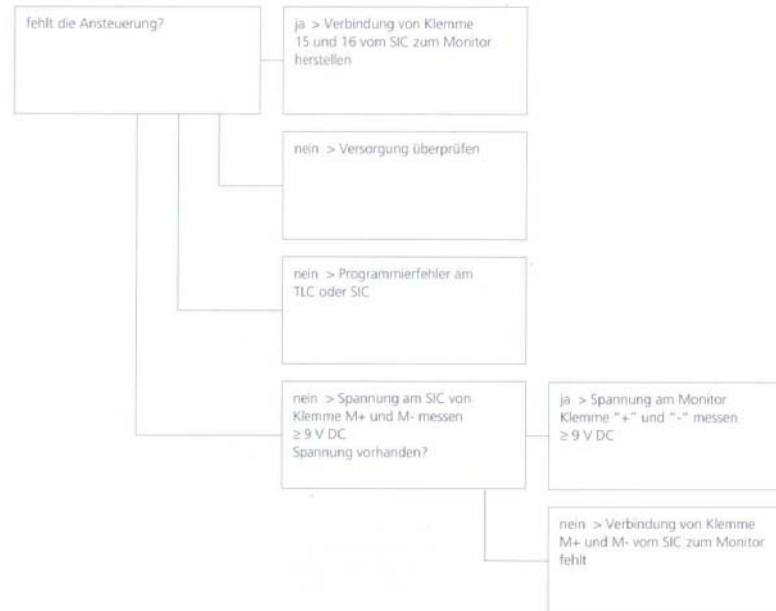 fehlt die Ansteuerung?
ja > Verbindung von Klemme
15 und 16 vom SIC zum Monitor
herstellen
nein > Versorgung überprüfen
nein > Programmierfehler am
TLC oder SIC
nein > Spannung am SIC von
Klemme M+ und M- messen
≥ 9 V DC
Spannung vorhanden?
ja > Spannung am Monitor
Klemme "+" und "-" messen
≥ 9 V DC
nein > Verbindung von Klemme
M+ und M- vom SIC zum Monitor
fehlt